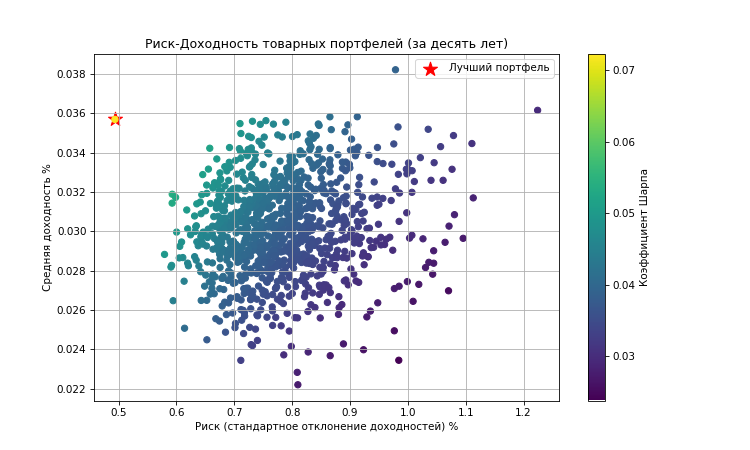 Риск-Доходность товарных портфелей (за десять лет)
Лучший портфель
0.038
0.036
0.034
0.032
0.030
0.028
0.026
0.024
0.022
Средняя доходность %
0.5 0.6 0.7 0.8 0.9 1.0 1.1 1.2
Риск (стандартное отклонение доходностей) %
0.07
0.06
0.05
0.04
0.03
Коэффициент Шарпа